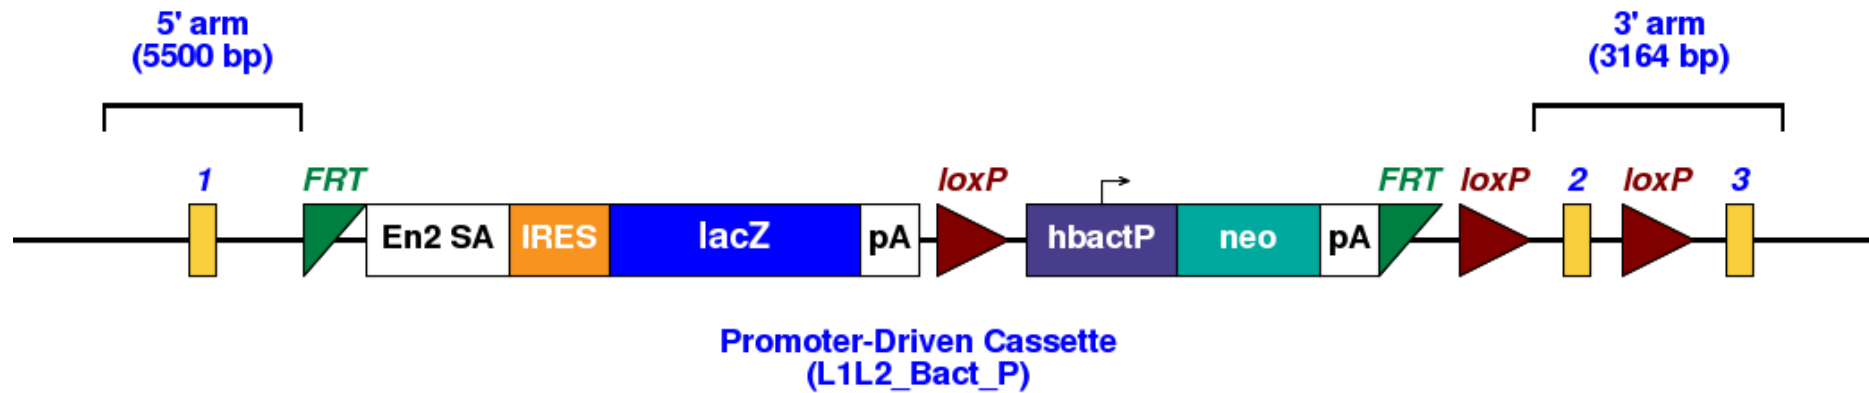 5' arm
(5500 bp)
3' arm
(3164 bp)
1 FRT loxP FRT loxP 2 loxP 3
En2 SA IRES lacZ pA hbactP neo pA
Promoter-Driven Cassette
(L1L2_Bact_P)